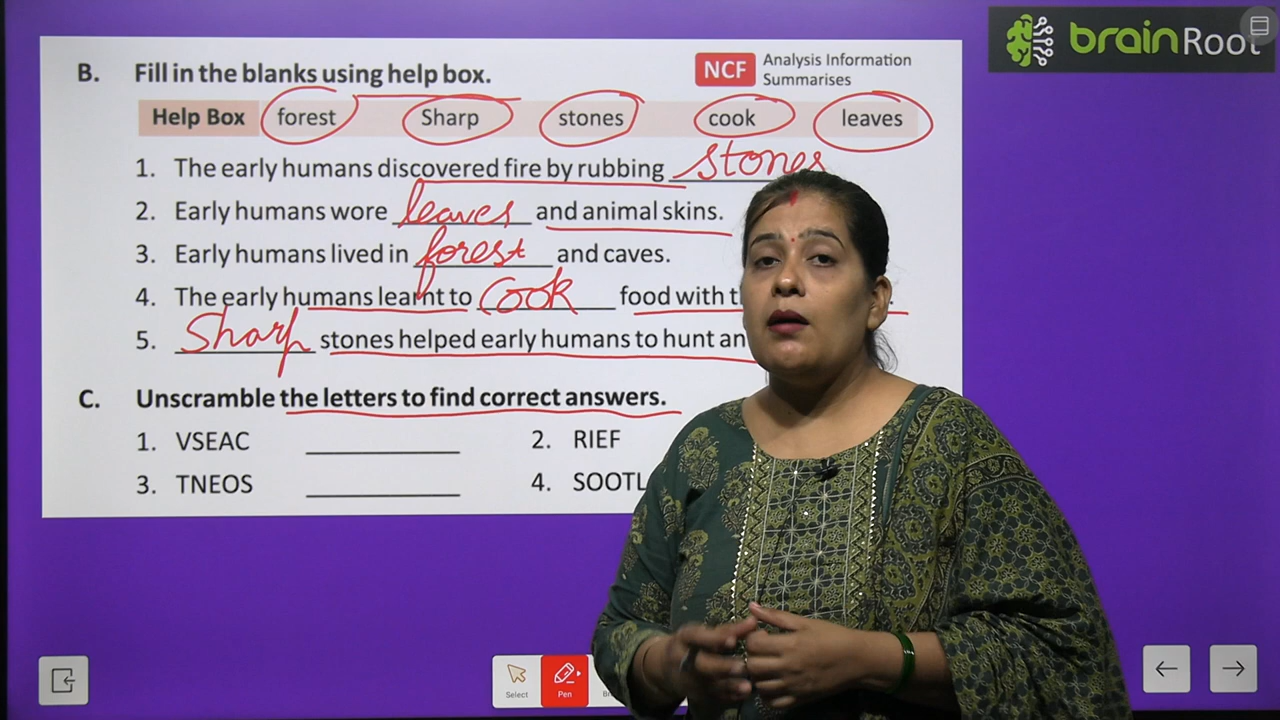 brainRoot
B. Fill in the blanks using help box.
NCF Analysis Information
Summarises
Help Box forest Sharp stones cook leaves
1. The early humans discovered fire by rubbing stones
2. Early humans wore leaves and animal skins.
3. Early humans lived in forest and caves.
4. The early humans learnt to cook food with
5. Sharp stones helped early humans to hunt
C. Unscramble the letters to find correct answers.
1. VSEAC 2. RIEF
3. TNEOS 4. SOOTL
Select Pen